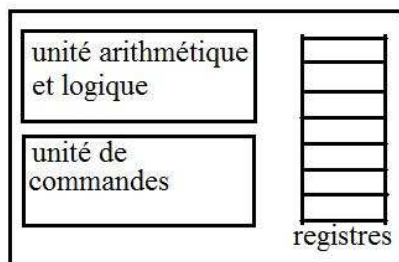 unité arithmétique
et logique
unité de
commandes
registres